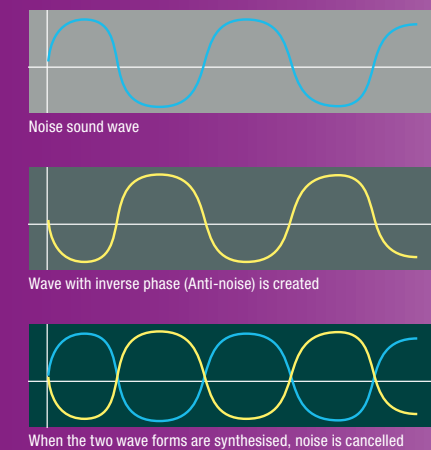 Noise sound wave
Wave with inverse phase (Anti-noise) is created
When the two wave forms are synthesised, noise is cancelled